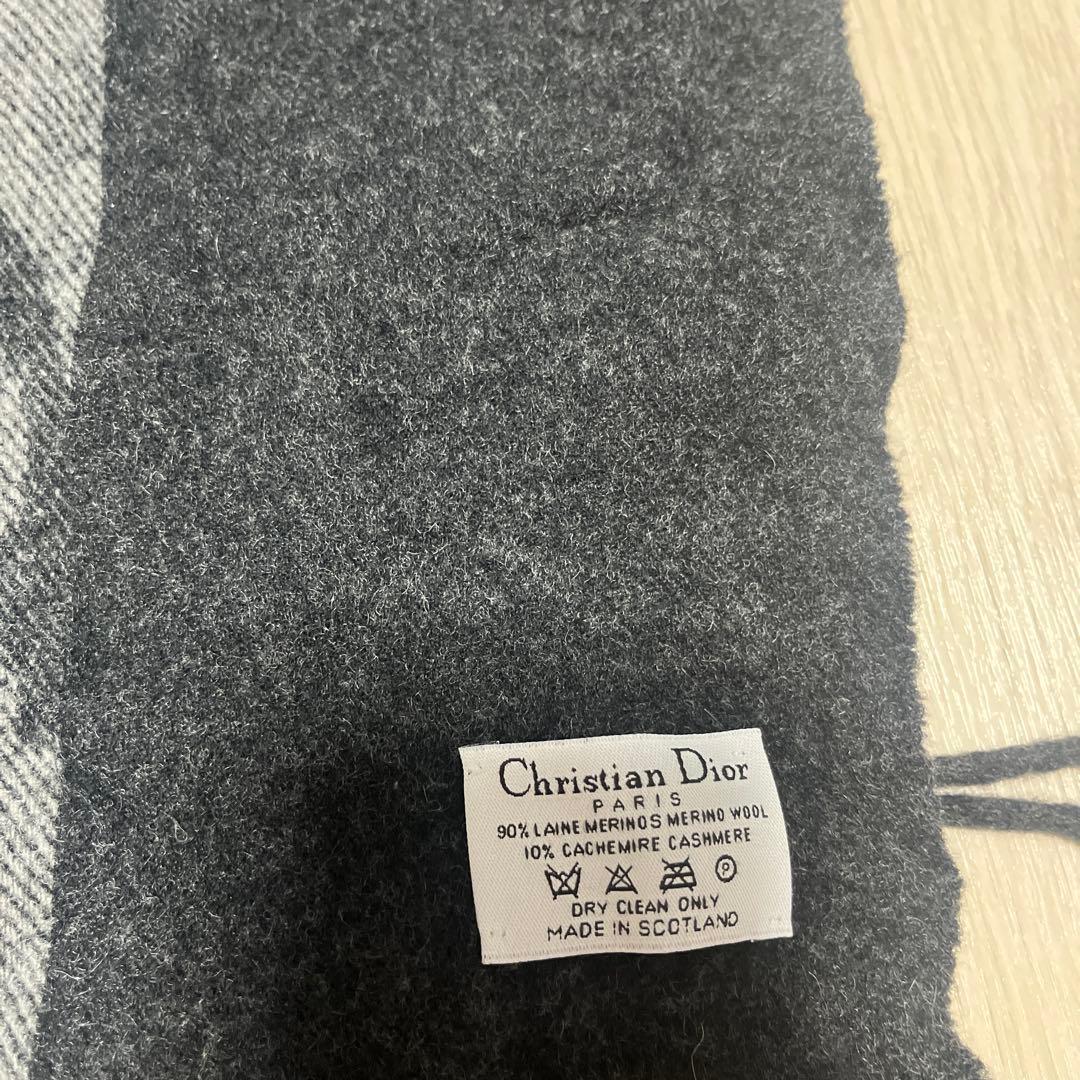 Christian Dior
PARIS
90% LAINE MERINOS MERINO WOOL
10% CACHEMIRE CASHMERE
P
DRY CLEAN ONLY
MADE IN SCOTLAND